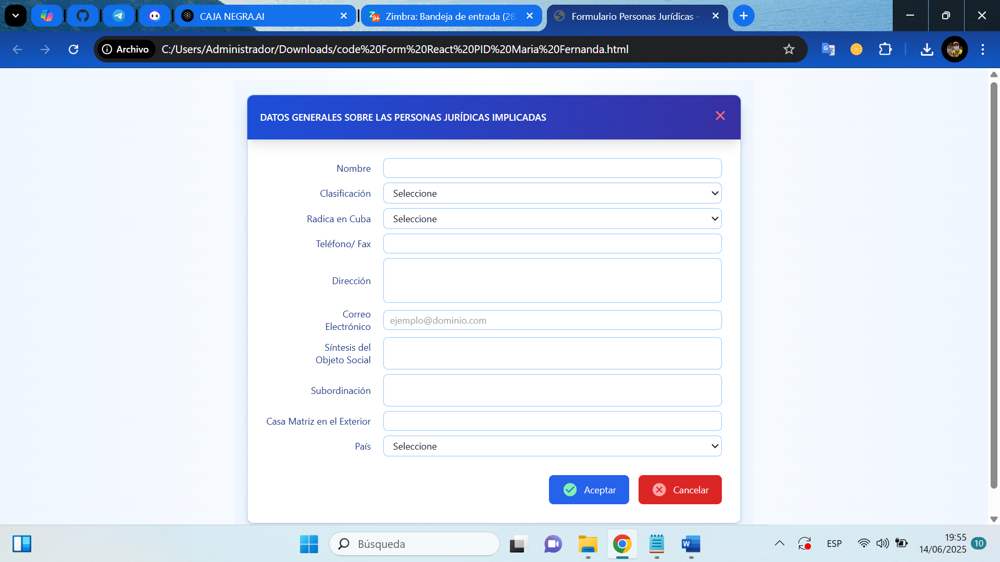 CAJA NEGRA.AI
Zimbra: Bandeja de entrada (28
Formulario Personas Jurídicas -
Archivo
C:/Users/Administrador/Downloads/code%20Form%20React%20PID%20Maria%20Fernanda.html
DATOS GENERALES SOBRE LAS PERSONAS JURÍDICAS IMPLICADAS
Nombre
Clasificación
Seleccione
Radica en Cuba
Seleccione
Teléfono/ Fax
Dirección
Correo
Electrónico
ejemplo@dominio.com
Síntesis del
Objeto Social
Subordinación
Casa Matriz en el Exterior
País
Seleccione
Aceptar
Cancelar
Búsqueda
ESP
19:55
14/06/2025
10